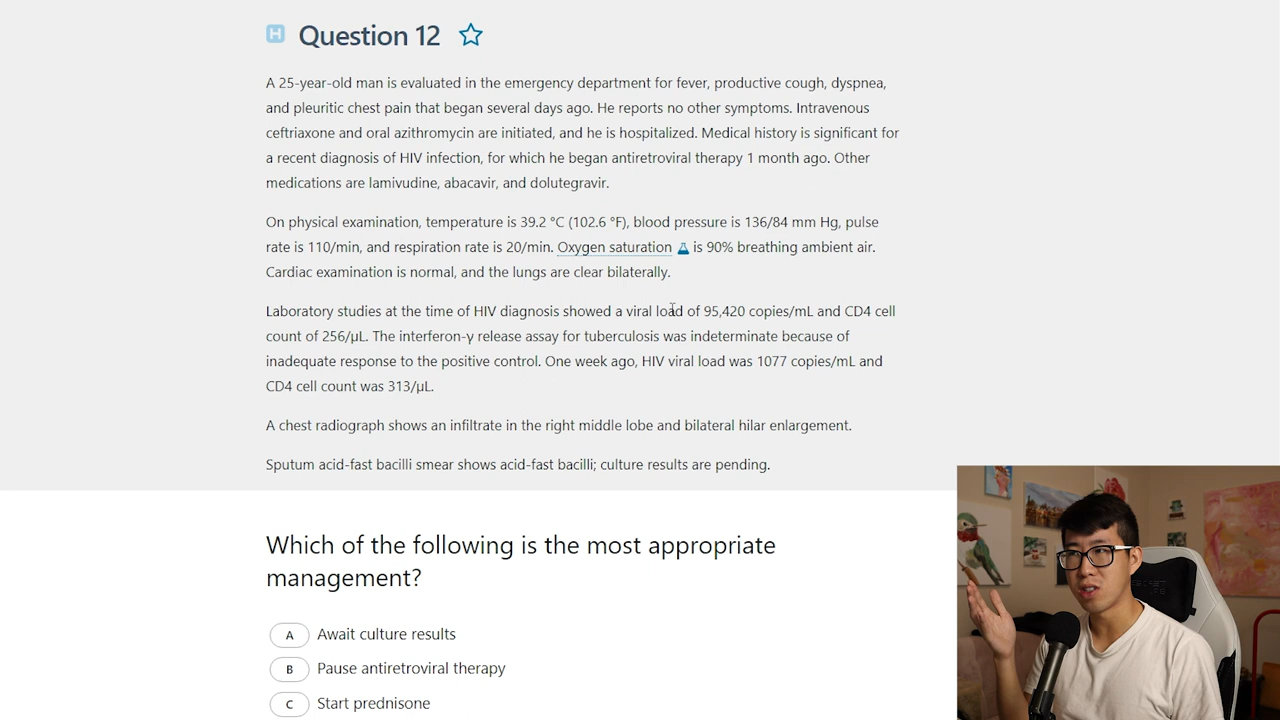 H Question 12
A 25-year-old man is evaluated in the emergency department for fever, productive cough, dyspnea,
and pleuritic chest pain that began several days ago. He reports no other symptoms. Intravenous
ceftriaxone and oral azithromycin are initiated, and he is hospitalized. Medical history is significant for
a recent diagnosis of HIV infection, for which he began antiretroviral therapy 1 month ago. Other
medications are lamivudine, abacavir, and dolutegravir.
On physical examination, temperature is 39.2 °C (102.6 °F), blood pressure is 136/84 mm Hg, pulse
rate is 110/min, and respiration rate is 20/min. Oxygen saturation is 90% breathing ambient air.
Cardiac examination is normal, and the lungs are clear bilaterally.
Laboratory studies at the time of HIV diagnosis showed a viral load of 95,420 copies/mL and CD4 cell
count of 256/µL. The interferon-γ release assay for tuberculosis was indeterminate because of
inadequate response to the positive control. One week ago, HIV viral load was 1077 copies/mL and
CD4 cell count was 313/µL.
A chest radiograph shows an infiltrate in the right middle lobe and bilateral hilar enlargement.
Sputum acid-fast bacilli smear shows acid-fast bacilli; culture results are pending.
Which of the following is the most appropriate
management?
A Await culture results
B Pause antiretroviral therapy
C Start prednisone